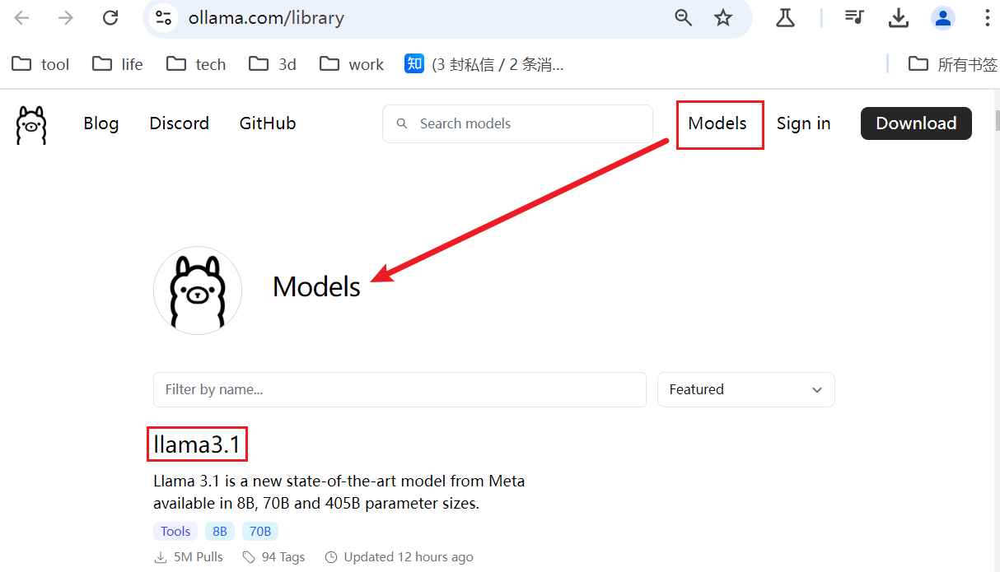 ollama.com/library
tool life tech 3d work 知 (3 封私信 / 2 条消... 所有书签
Blog Discord GitHub Search models Models Sign in Download
Models
Filter by name... Featured
llama3.1
Llama 3.1 is a new state-of-the-art model from Meta
available in 8B, 70B and 405B parameter sizes.
Tools 8B 70B
5M Pulls 94 Tags Updated 12 hours ago